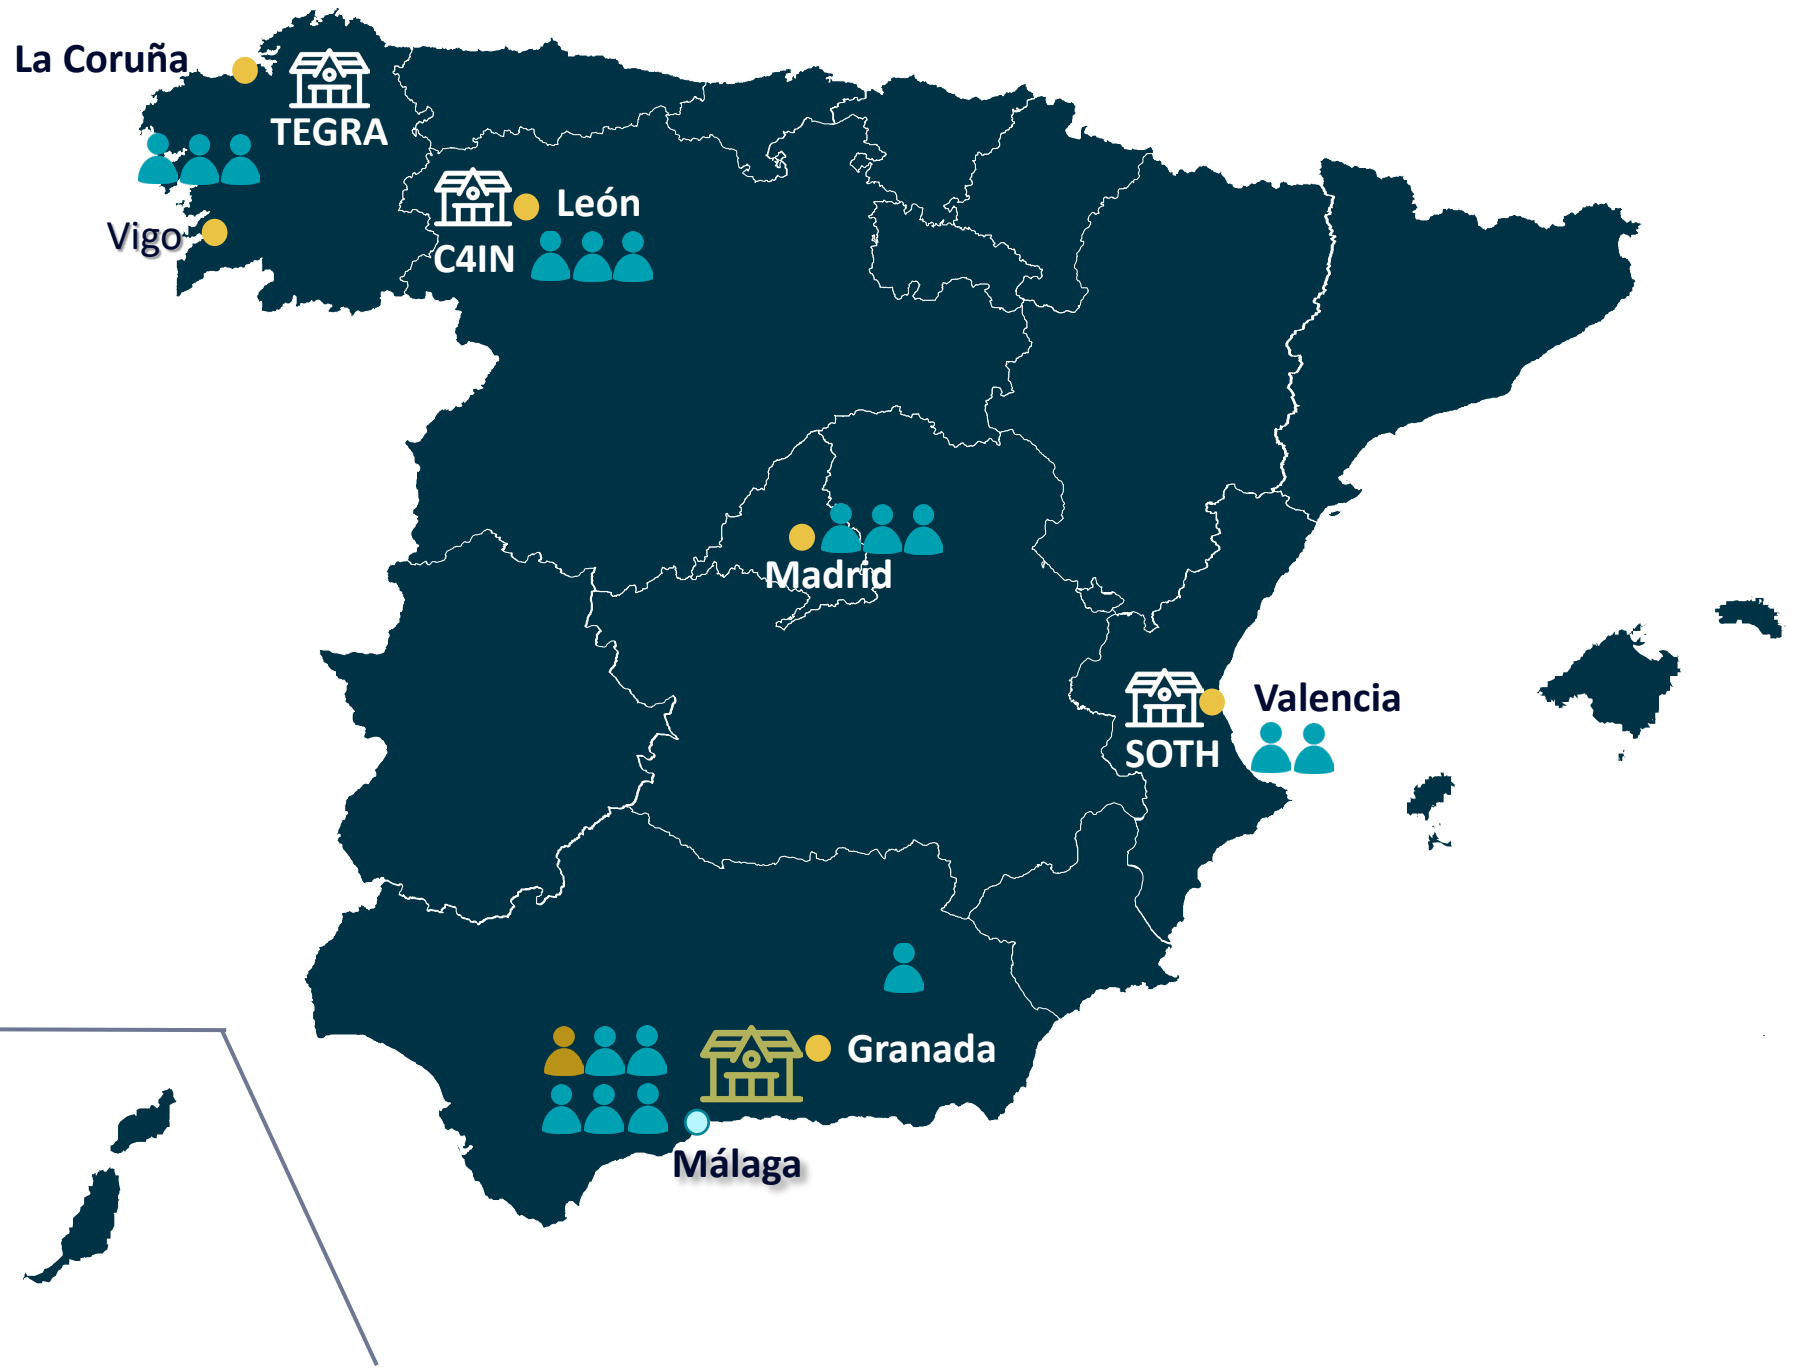 La Coruña
TEGRA
Vigo
León
C4IN
Madrid
Valencia
SOTH
Granada
Málaga